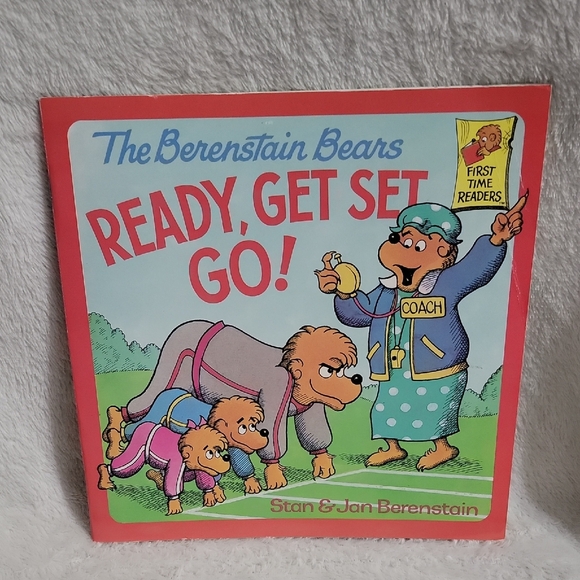 The Berenstain Bears
READY, GET SET,
GO!
FIRST
TIME
READERS
COACH
Stan & Jan Berenstain